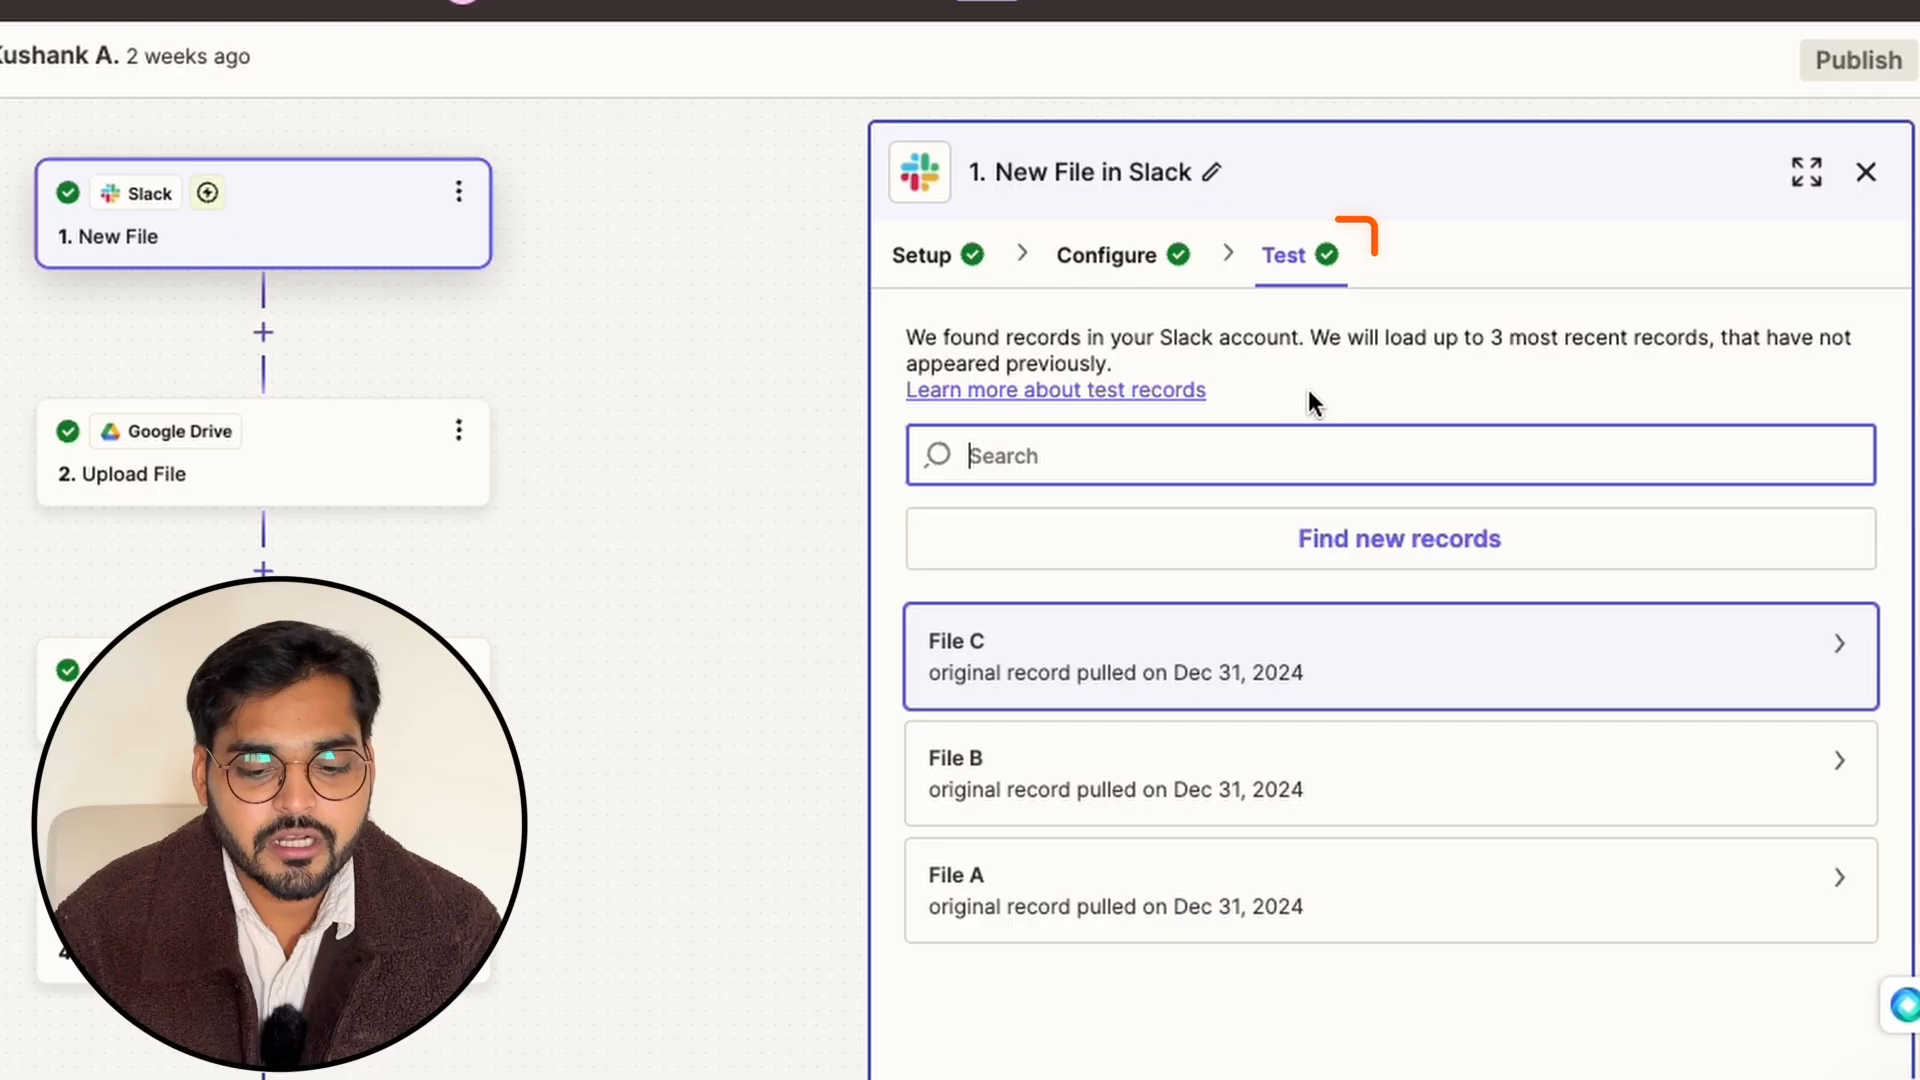 Kushank A. 2 weeks ago
Publish
Slack
1. New File
Google Drive
2. Upload File
4
1. New File in Slack
Setup
Configure
Test
We found records in your Slack account. We will load up to 3 most recent records, that have not
appeared previously.
Learn more about test records
Search
Find new records
File C
original record pulled on Dec 31, 2024
File B
original record pulled on Dec 31, 2024
File A
original record pulled on Dec 31, 2024